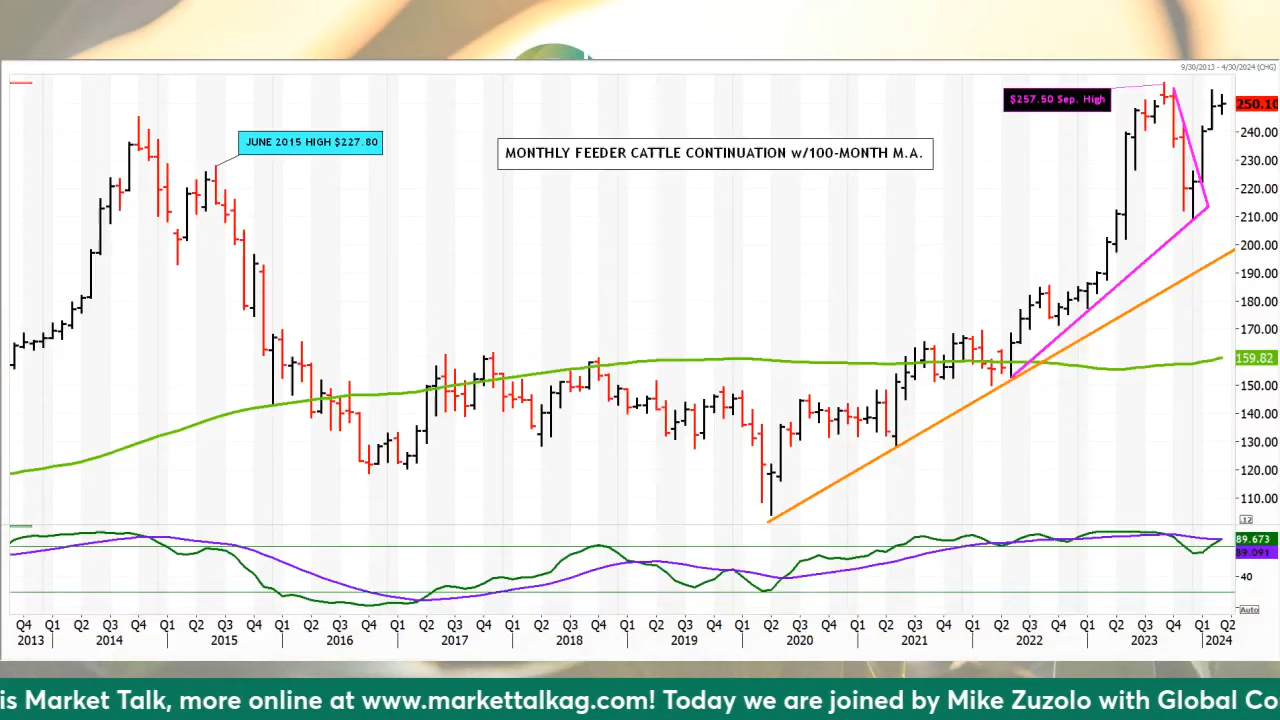 9/30/2013 - 4/30/2024 (CHG)
$257.50 Sep. High
250.10
JUNE 2015 HIGH $227.80
MONTHLY FEEDER CATTLE CONTINUATION w/100-MONTH M.A.
240.00
230.00
220.00
210.00
200.00
190.00
180.00
170.00
159.82
150.00
140.00
130.00
120.00
110.00
.12
89.673
89.091
40
Auto
Q4 Q1 Q2 Q3 Q4 Q1 Q2 Q3 Q4 Q1 Q2 Q3 Q4 Q1 Q2 Q3 Q4 Q1 Q2 Q3 Q4 Q1 Q2 Q3 Q4 Q1 Q2 Q3 Q4 Q1 Q2 Q3 Q4 Q1 Q2 Q3 Q4 Q1 Q2 Q3 Q4 Q1 Q2
2013 2014 2015 2016 2017 2018 2019 2020 2021 2022 2023 2024
is Market Talk, more online at www.markettalkag.com! Today we are joined by Mike Zuzolo with Global Co